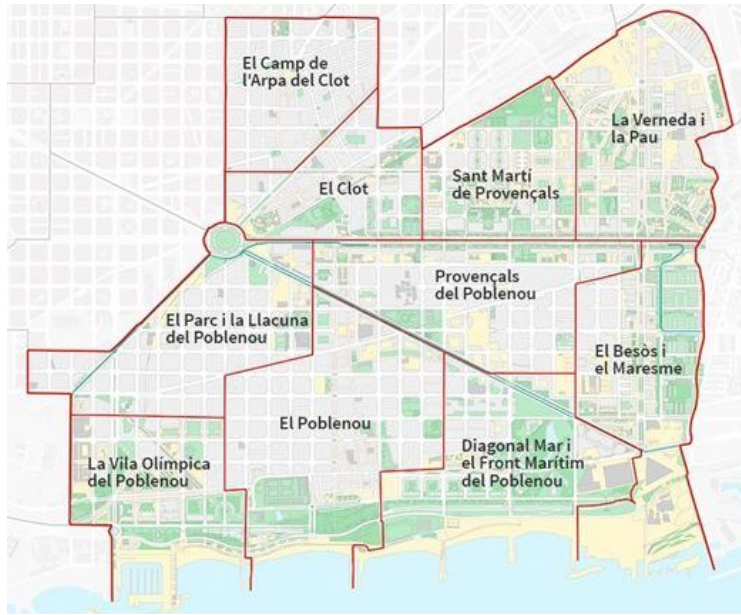 El Camp de
l'Arpa del Clot
La Verneda i
la Pau
El Clot
Sant Martí
de Provençals
Provençals
del Poblenou
El Parc i la Llacuna
del Poblenou
El Besòs i
el Maresme
El Poblenou
Diagonal Mar i
el Front Marítim
del Poblenou
La Vila Olímpica
del Poblenou